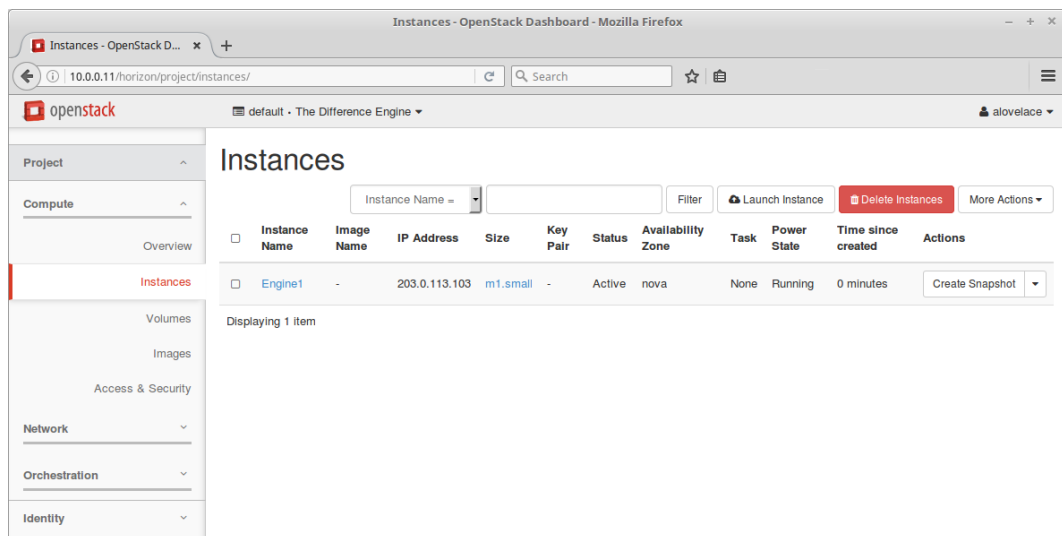 Instances - OpenStack Dashboard - Mozilla Firefox
Instances - OpenStack D...
10.0.0.11/horizon/project/instances/
Search
openstack
default • The Difference Engine
alovelace
Project
Compute
Overview
Instances
Volumes
Images
Access & Security
Network
Orchestration
Identity
Instances
Instance Name = Filter Launch Instance Delete Instances More Actions
Instance Name Image Name IP Address Size Key Pair Status Availability Zone Task Power State Time since created Actions
Engine1 - 203.0.113.103 m1.small - Active nova None Running 0 minutes Create Snapshot
Displaying 1 item